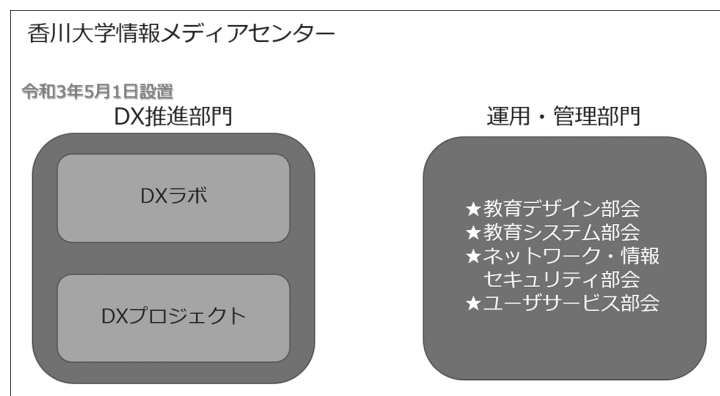 香川大学情報メディアセンター
令和3年5月1日設置
DX推進部門
DXラボ
DXプロジェクト
運用・管理部門
★教育デザイン部会
★教育システム部会
★ネットワーク・情報
セキュリティ部会
★ユーザサービス部会